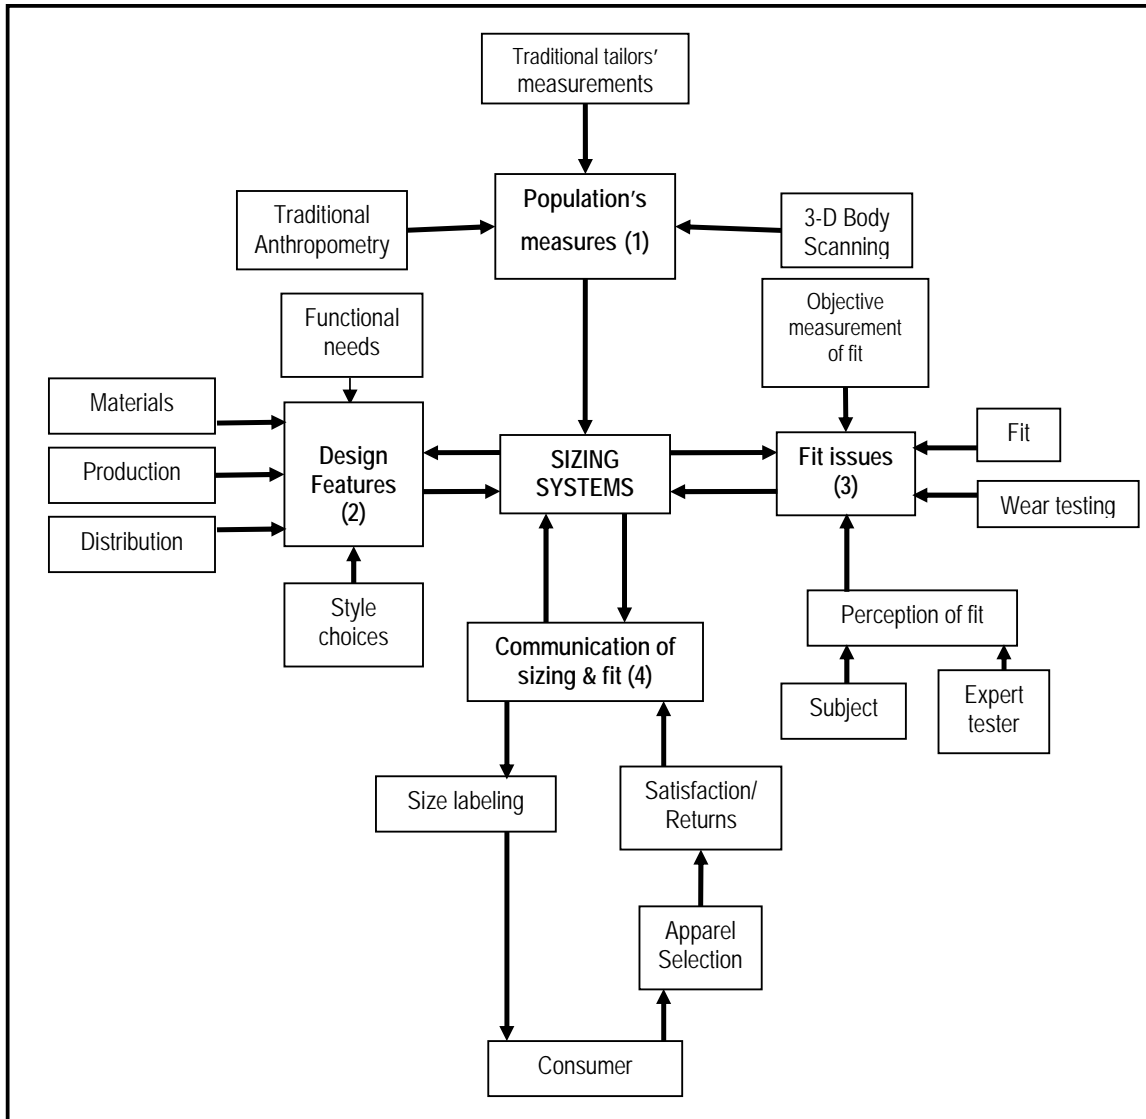 Traditional tailors'
measurements
Population's
measures (1)
Traditional
Anthropometry
3-D Body
Scanning
Functional
needs
Objective
measurement
of fit
Materials
Production
Distribution
Design
Features
(2)
SIZING
SYSTEMS
Fit issues
(3)
Fit
Wear testing
Style
choices
Communication of
sizing & fit (4)
Perception of fit
Subject
Expert
tester
Size labeling
Satisfaction/
Returns
Apparel
Selection
Consumer